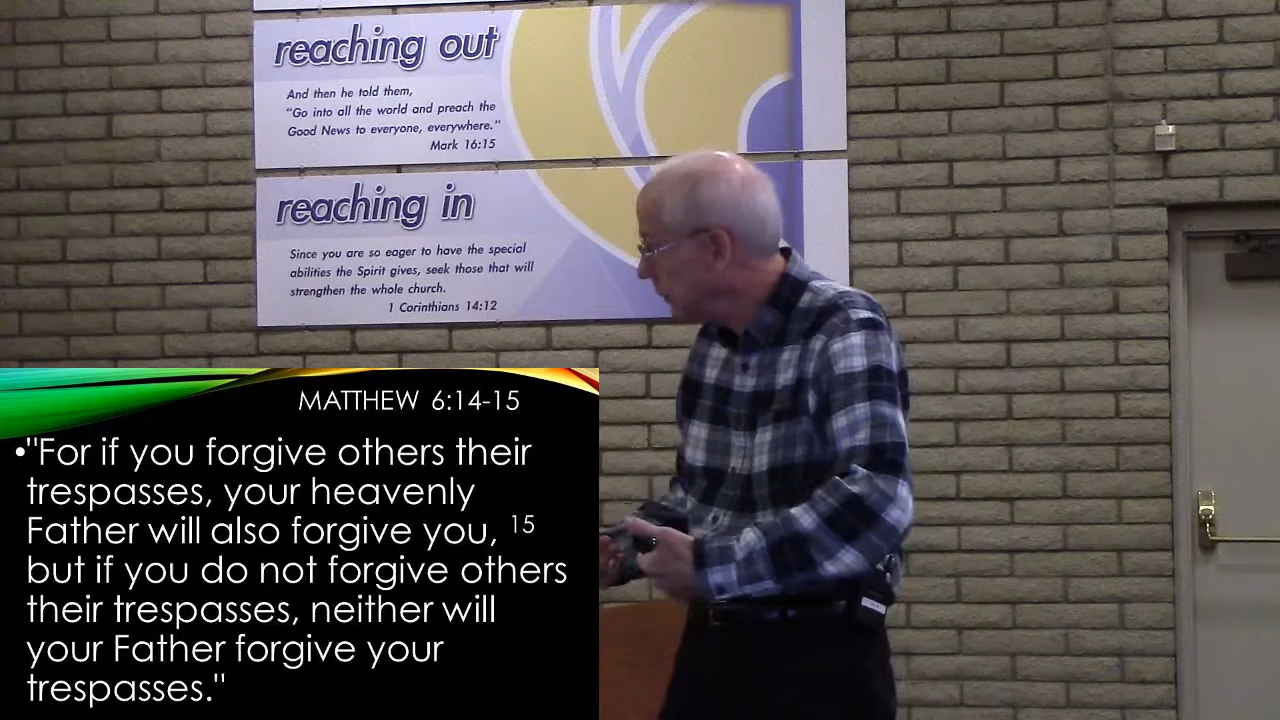 reaching out
And then he told them,
"Go into all the world and preach the
Good News to everyone, everywhere."
Mark 16:15
reaching in
Since you are so eager to have the special
abilities the Spirit gives, seek those that will
strengthen the whole church.
1 Corinthians 14:12
MATTHEW 6:14-15
•"For if you forgive others their
trespasses, your heavenly
Father will also forgive you, 15
but if you do not forgive others
their trespasses, neither will
your Father forgive your
trespasses."